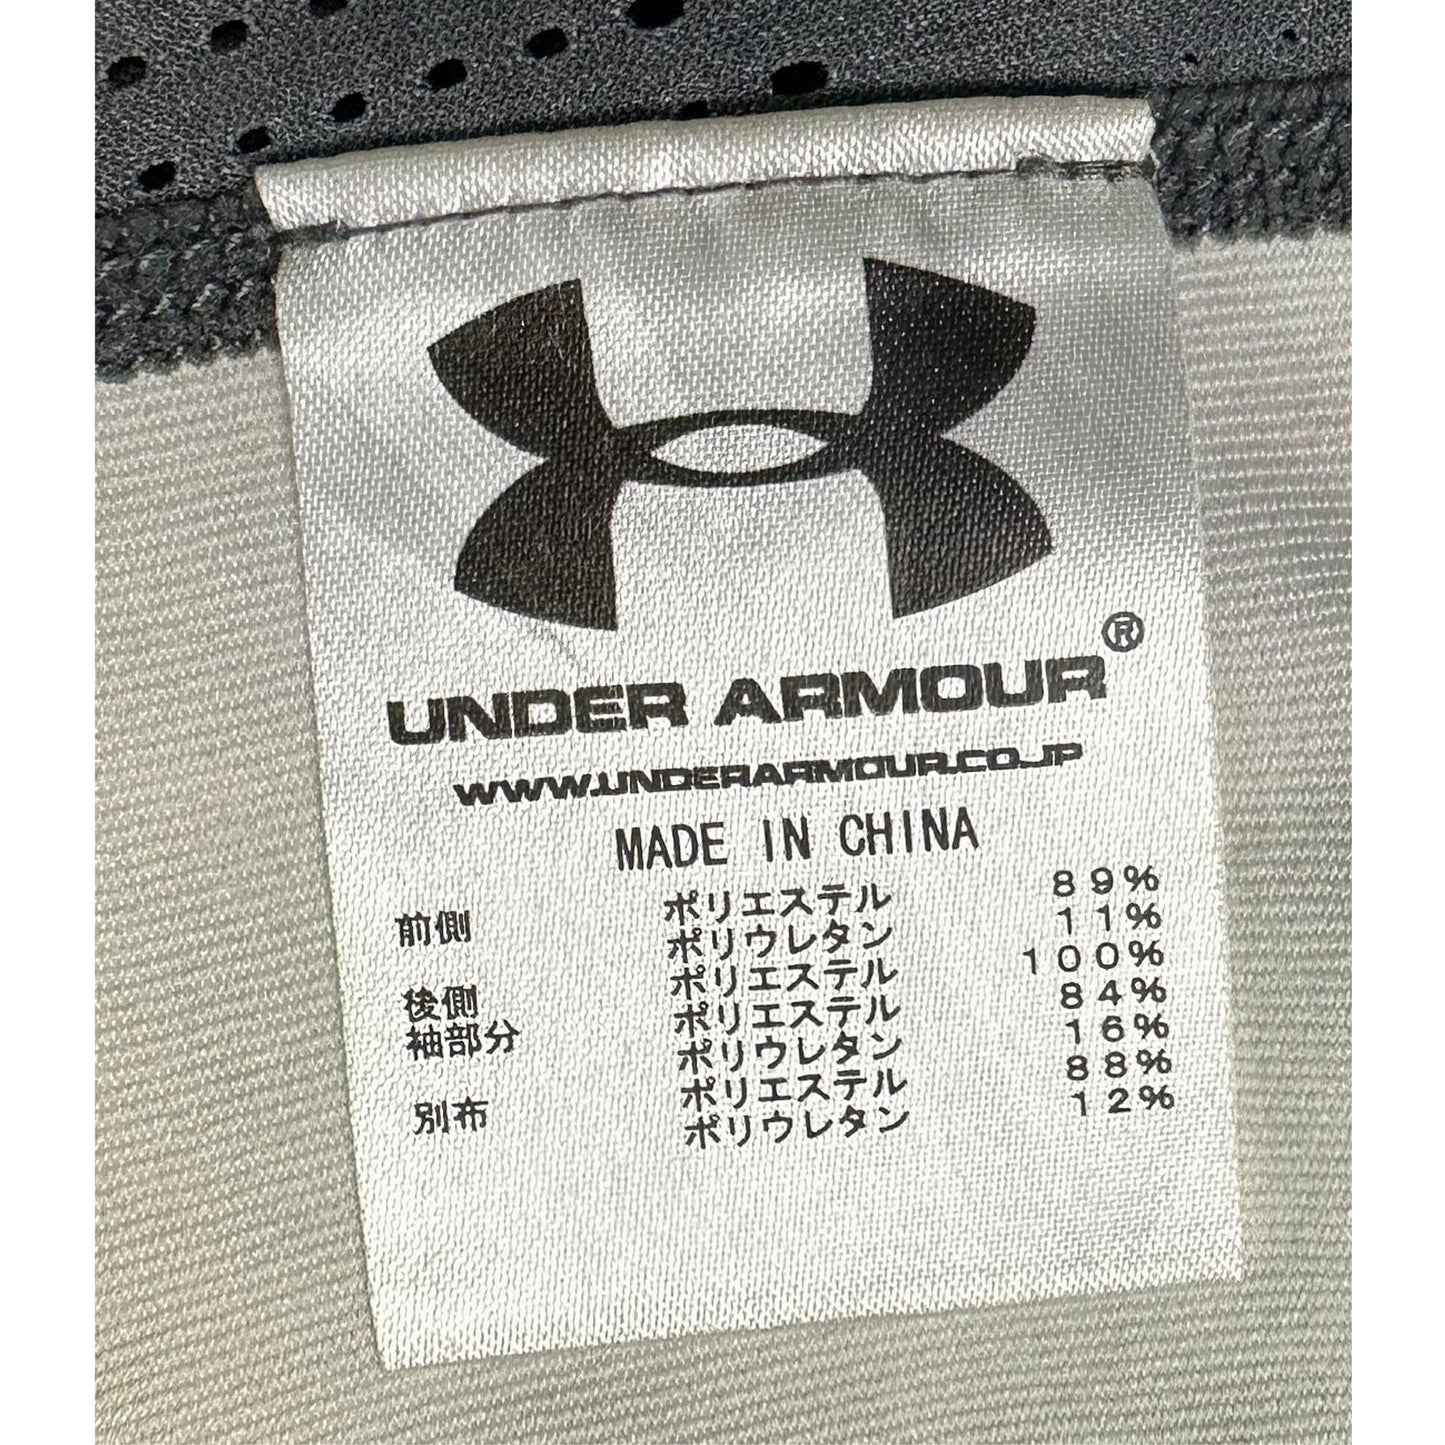 UNDER ARMOUR®
WWW.UNDERARMOUR.CO.JP
MADE IN CHINA
前側 ポリエステル 89%
ポリウレタン 11%
後側 ポリエステル 100%
袖部分 ポリエステル 84%
ポリウレタン 16%
別布 ポリエステル 88%
ポリウレタン 12%